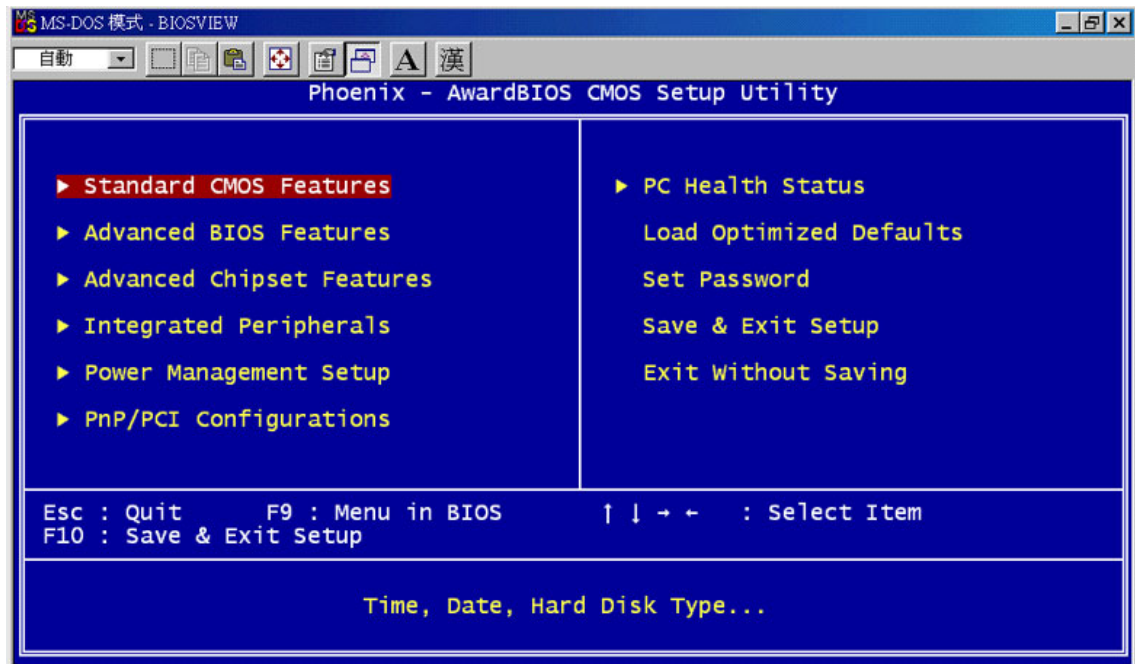 MS-DOS 模式 - BIOSVIEW
自動 A 漢
Phoenix - AwardBIOS CMOS Setup Utility
▶ Standard CMOS Features
▶ Advanced BIOS Features
▶ Advanced Chipset Features
▶ Integrated Peripherals
▶ Power Management Setup
▶ PnP/PCI Configurations
▶ PC Health Status
Load Optimized Defaults
Set Password
Save & Exit Setup
Exit Without Saving
Esc : Quit F9 : Menu in BIOS ↑ ↓ → ← : Select Item
F10 : Save & Exit Setup
Time, Date, Hard Disk Type...